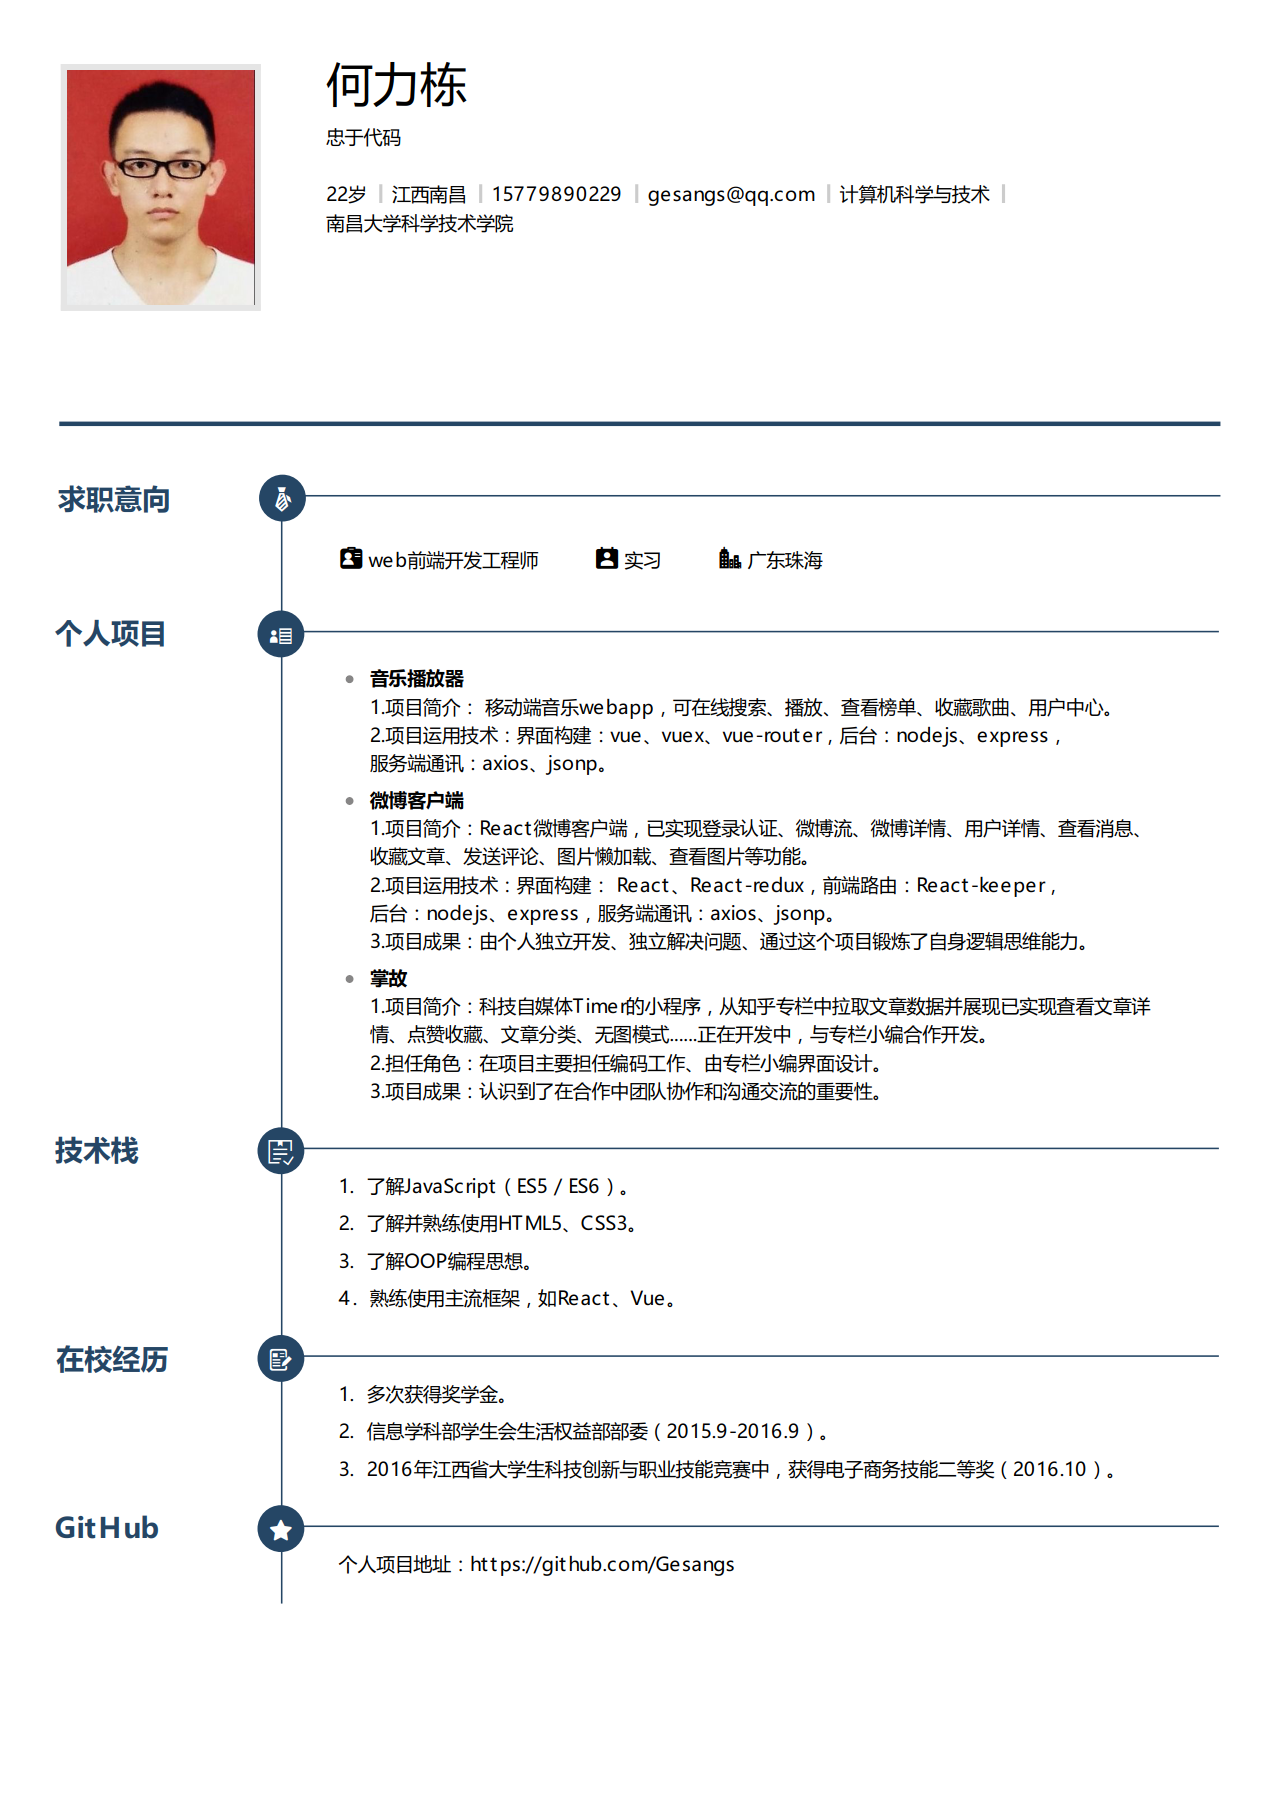 何力栋
忠于代码
22岁 | 江西南昌 | 15779890229 | gesangs@qq.com | 计算机科学与技术 |
南昌大学科学技术学院
求职意向
web前端开发工程师 实习 广东珠海
个人项目
● 音乐播放器
1.项目简介： 移动端音乐webapp，可在线搜索、播放、查看榜单、收藏歌曲、用户中心。
2.项目运用技术：界面构建：vue、vuex、vue-router，后台：nodejs、express，
服务端通讯：axios、jsonp。
● 微博客户端
1.项目简介：React微博客户端，已实现登录认证、微博流、微博详情、用户详情、查看消息、
收藏文章、发送评论、图片懒加载、查看图片等功能。
2.项目运用技术：界面构建： React、React-redux，前端路由：React-keeper，
后台：nodejs、express，服务端通讯：axios、jsonp。
3.项目成果：由个人独立开发、独立解决问题、通过这个项目锻炼了自身逻辑思维能力。
● 掌故
1.项目简介：科技自媒体Timer的小程序，从知乎专栏中拉取文章数据并展现已实现查看文章详
情、点赞收藏、文章分类、无图模式......正在开发中，与专栏小编合作开发。
2.担任角色：在项目主要担任编码工作、由专栏小编界面设计。
3.项目成果：认识到了在合作中团队协作和沟通交流的重要性。
技术栈
1. 了解JavaScript（ES5 / ES6 ）。
2. 了解并熟练使用HTML5、CSS3。
3. 了解OOP编程思想。
4. 熟练使用主流框架，如React、Vue。
在校经历
1. 多次获得奖学金。
2. 信息学科部学生会生活权益部部委（2015.9-2016.9 ）。
3. 2016年江西省大学生科技创新与职业技能竞赛中，获得电子商务技能二等奖（2016.10 ）。
GitHub
个人项目地址：https://github.com/Gesangs